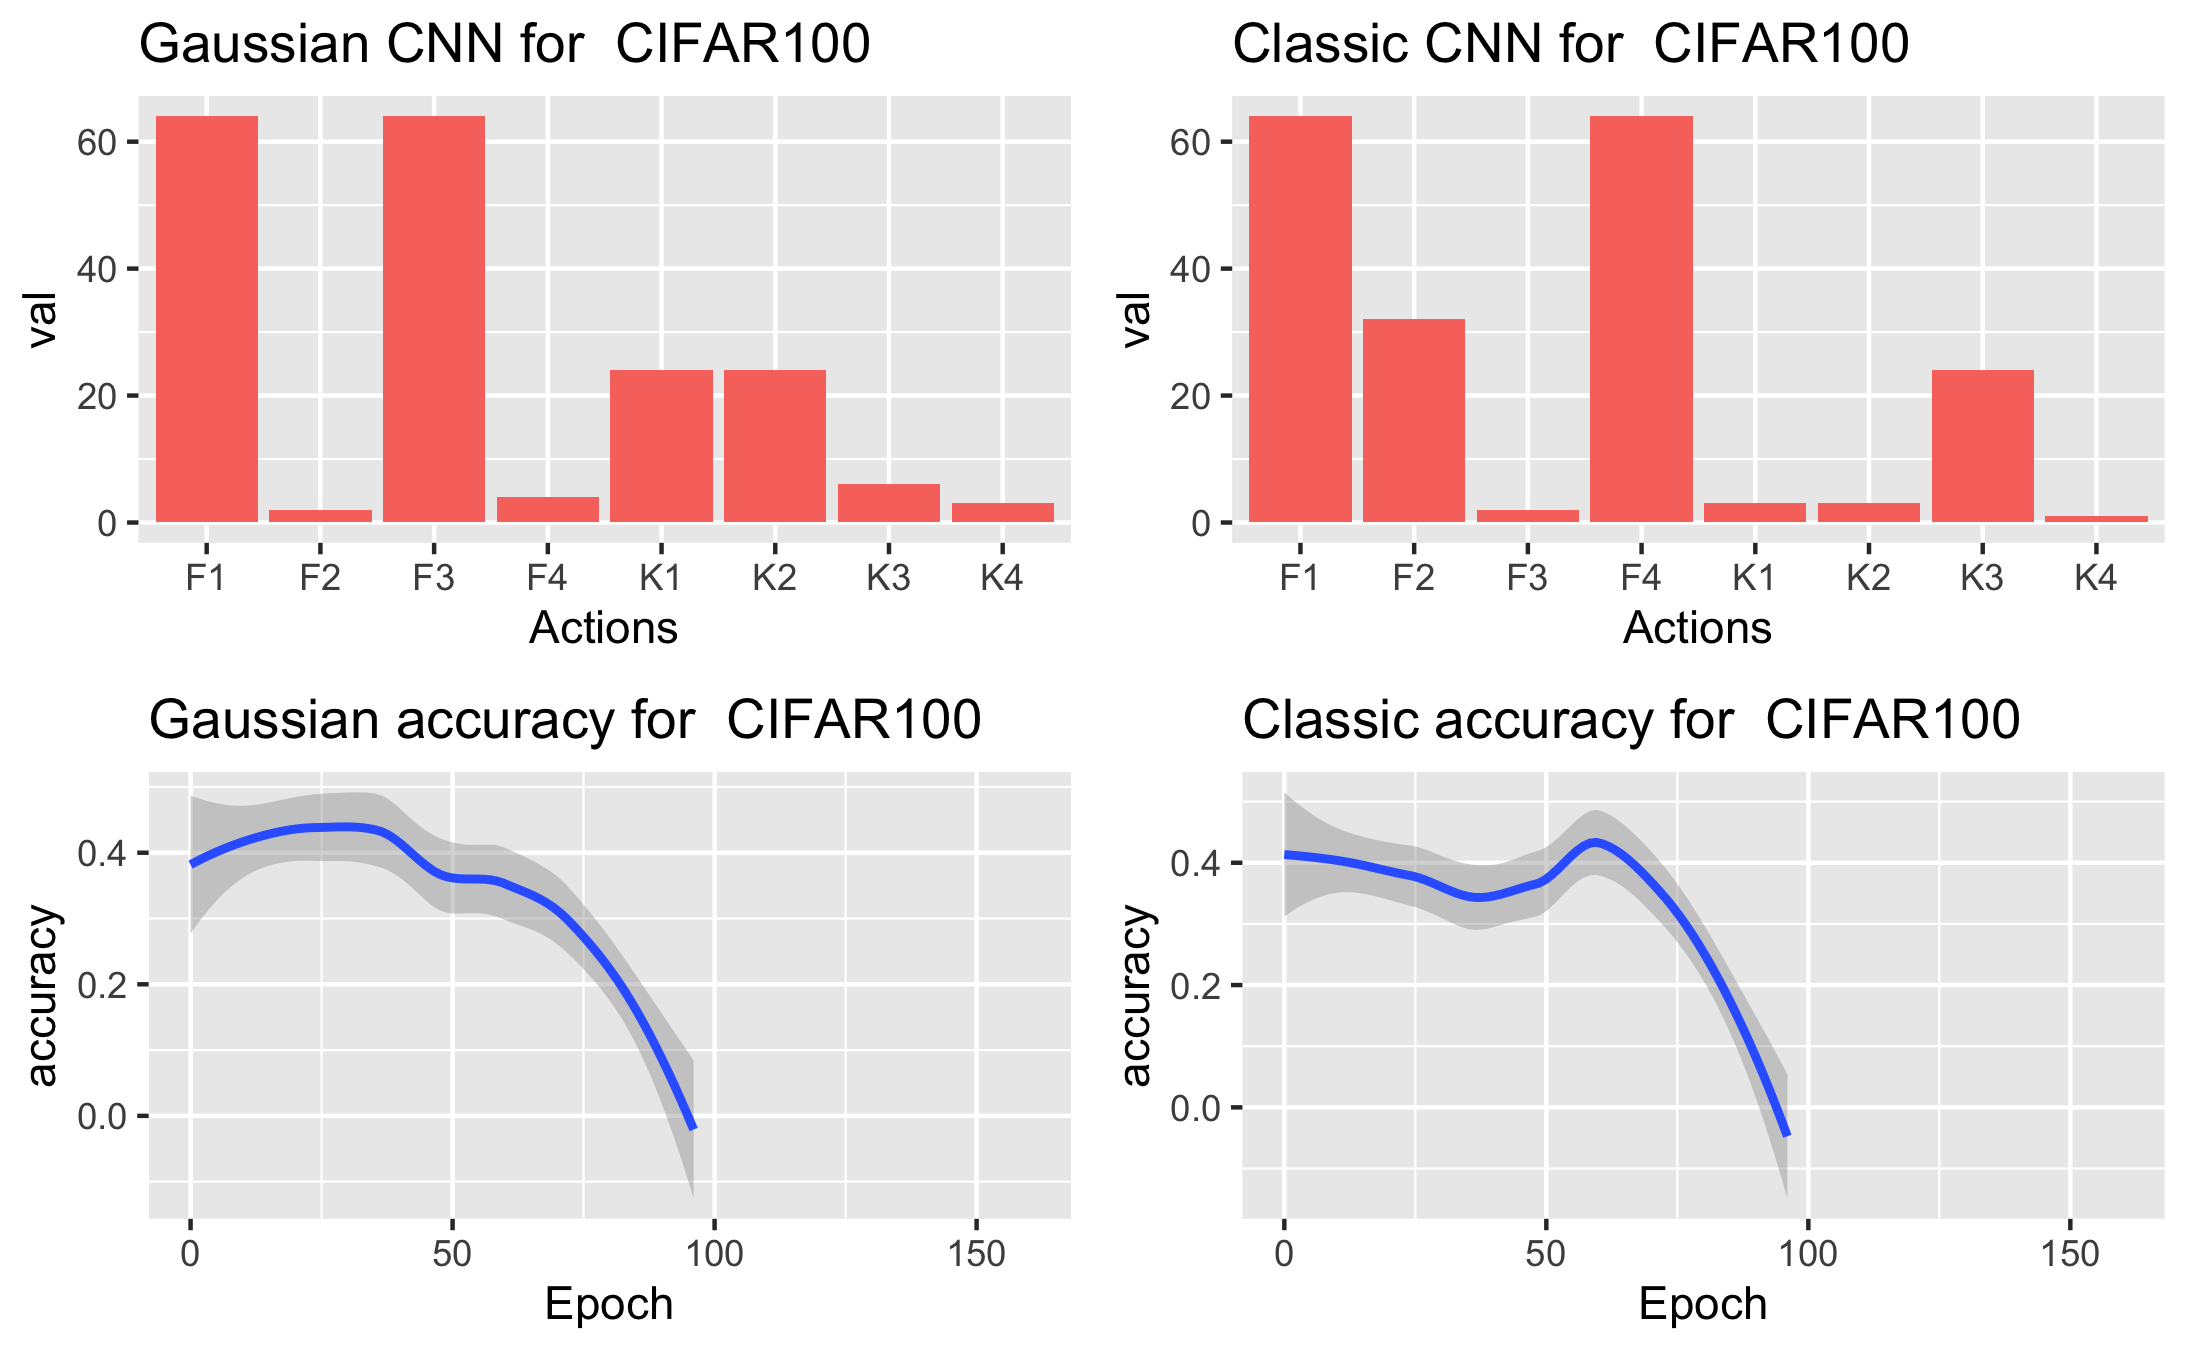 Gaussian CNN for  CIFAR100
val
60
40
20
0
F1 F2 F3 F4 K1 K2 K3 K4
Actions
Classic CNN for  CIFAR100
val
60
40
20
0
F1 F2 F3 F4 K1 K2 K3 K4
Actions
Gaussian accuracy for  CIFAR100
accuracy
0.4
0.2
0.0
0 50 100 150
Epoch
Classic accuracy for  CIFAR100
accuracy
0.4
0.2
0.0
0 50 100 150
Epoch